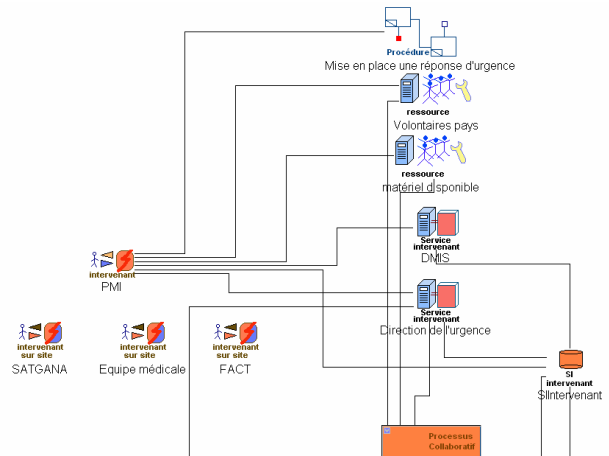 Procédure
Mise en place une réponse d'urgence
ressource
Volontaires pays
ressource
matériel disponible
Service
intervenant
DMIS
intervenant
PMI
Service
intervenant
Direction de l'urgence
intervenant
sur site
SATGANA
intervenant
sur site
Equipe médicale
intervenant
sur site
FACT
SI
intervenant
SIIntervenant
Processus
Collaboratif